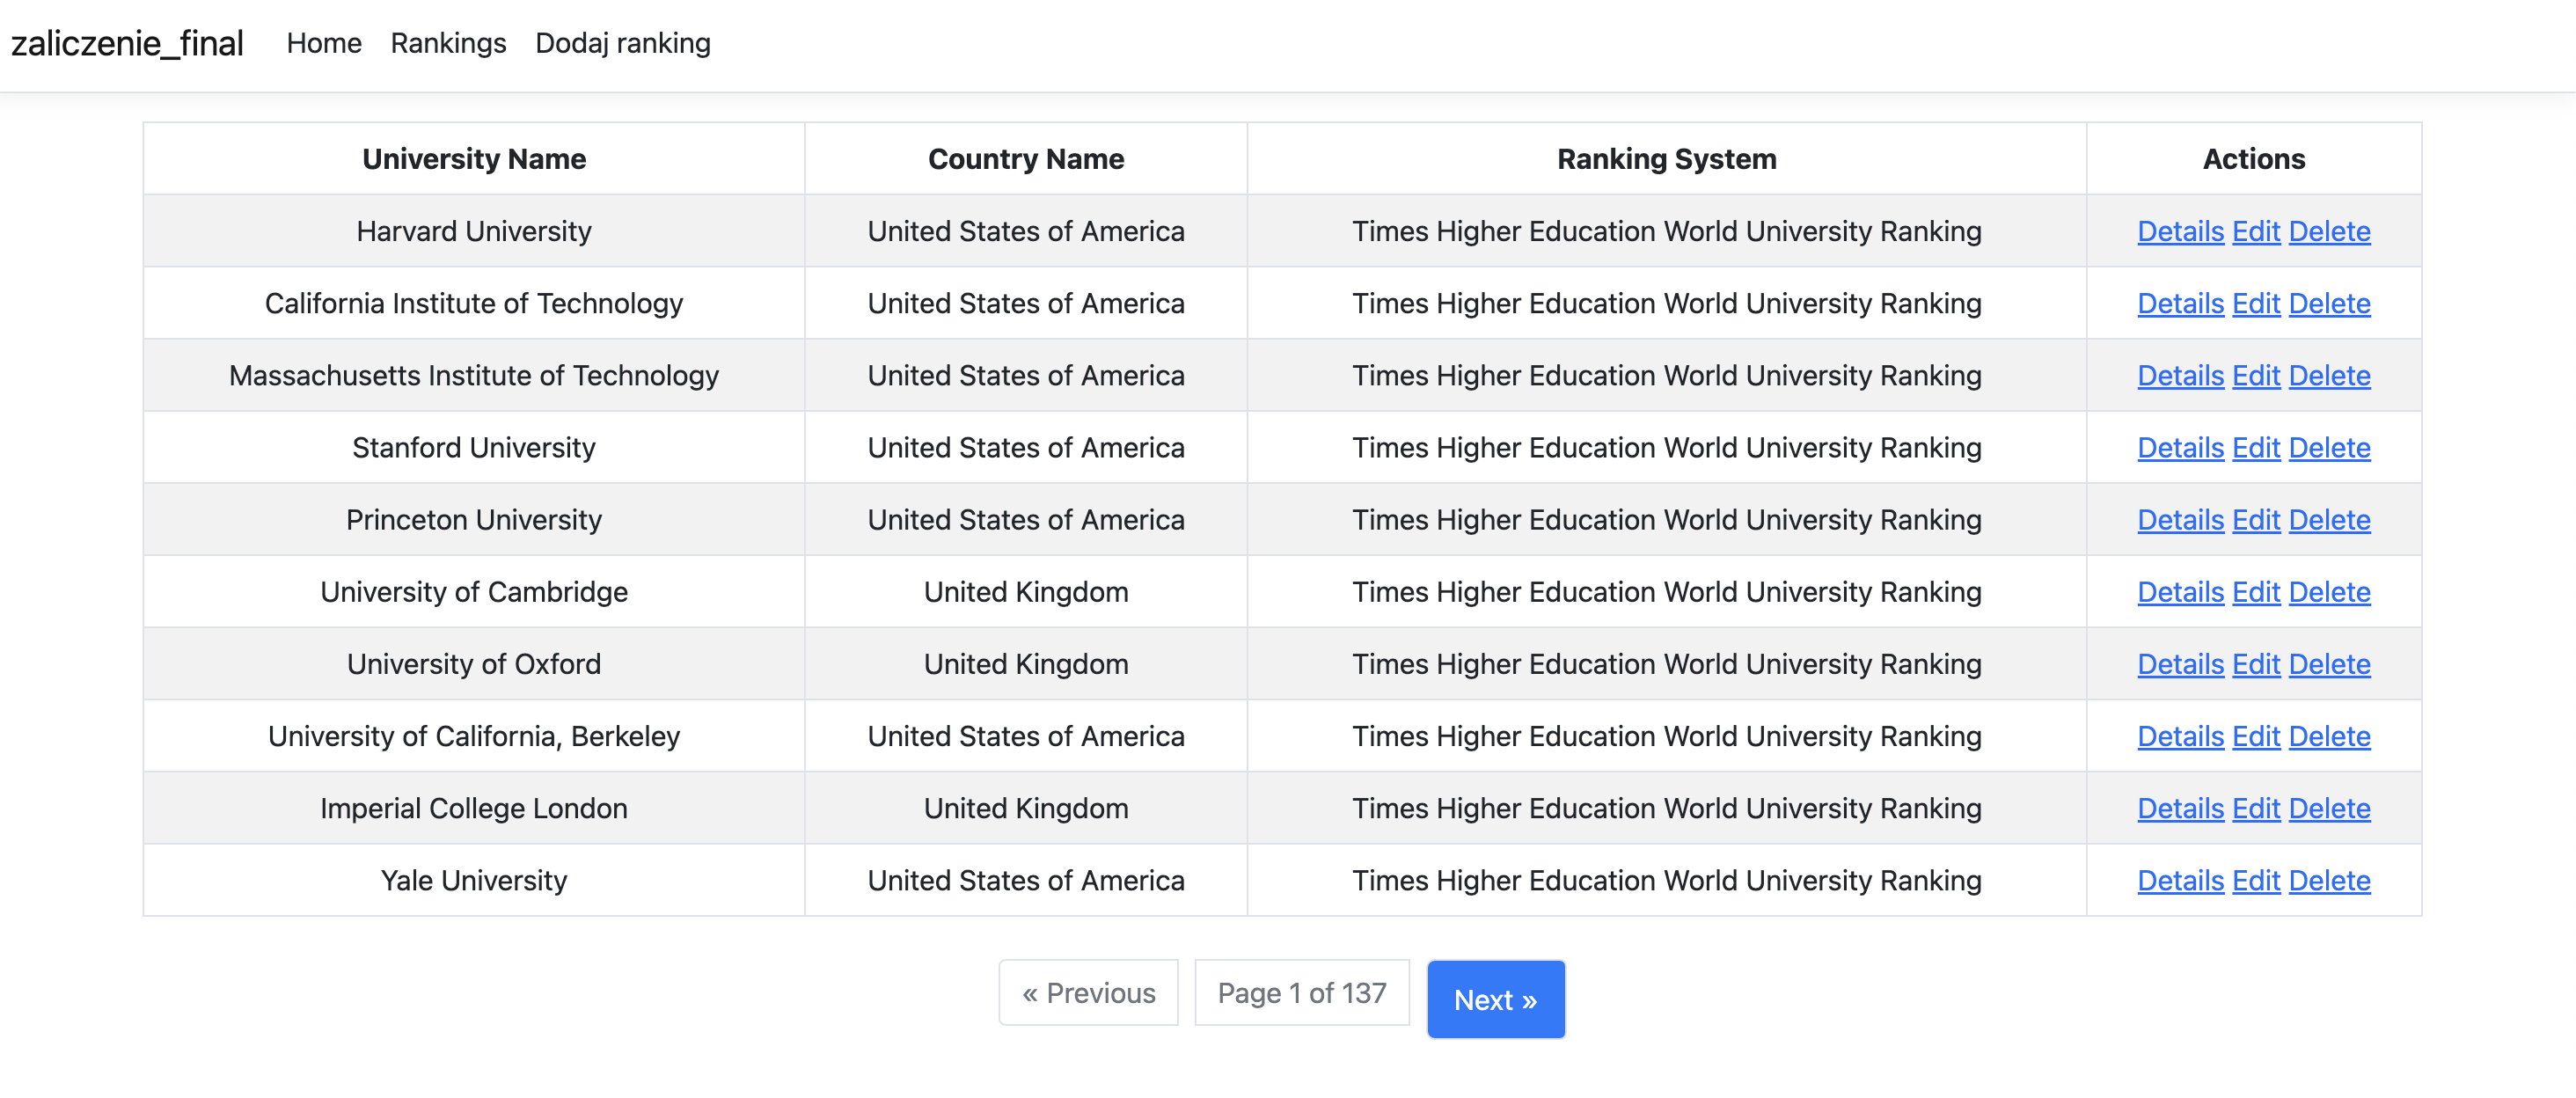 zaliczenie_final Home Rankings Dodaj ranking
University Name Country Name Ranking System Actions
Harvard University United States of America Times Higher Education World University Ranking Details Edit Delete
California Institute of Technology United States of America Times Higher Education World University Ranking Details Edit Delete
Massachusetts Institute of Technology United States of America Times Higher Education World University Ranking Details Edit Delete
Stanford University United States of America Times Higher Education World University Ranking Details Edit Delete
Princeton University United States of America Times Higher Education World University Ranking Details Edit Delete
University of Cambridge United Kingdom Times Higher Education World University Ranking Details Edit Delete
University of Oxford United Kingdom Times Higher Education World University Ranking Details Edit Delete
University of California, Berkeley United States of America Times Higher Education World University Ranking Details Edit Delete
Imperial College London United Kingdom Times Higher Education World University Ranking Details Edit Delete
Yale University United States of America Times Higher Education World University Ranking Details Edit Delete
« Previous Page 1 of 137 Next »